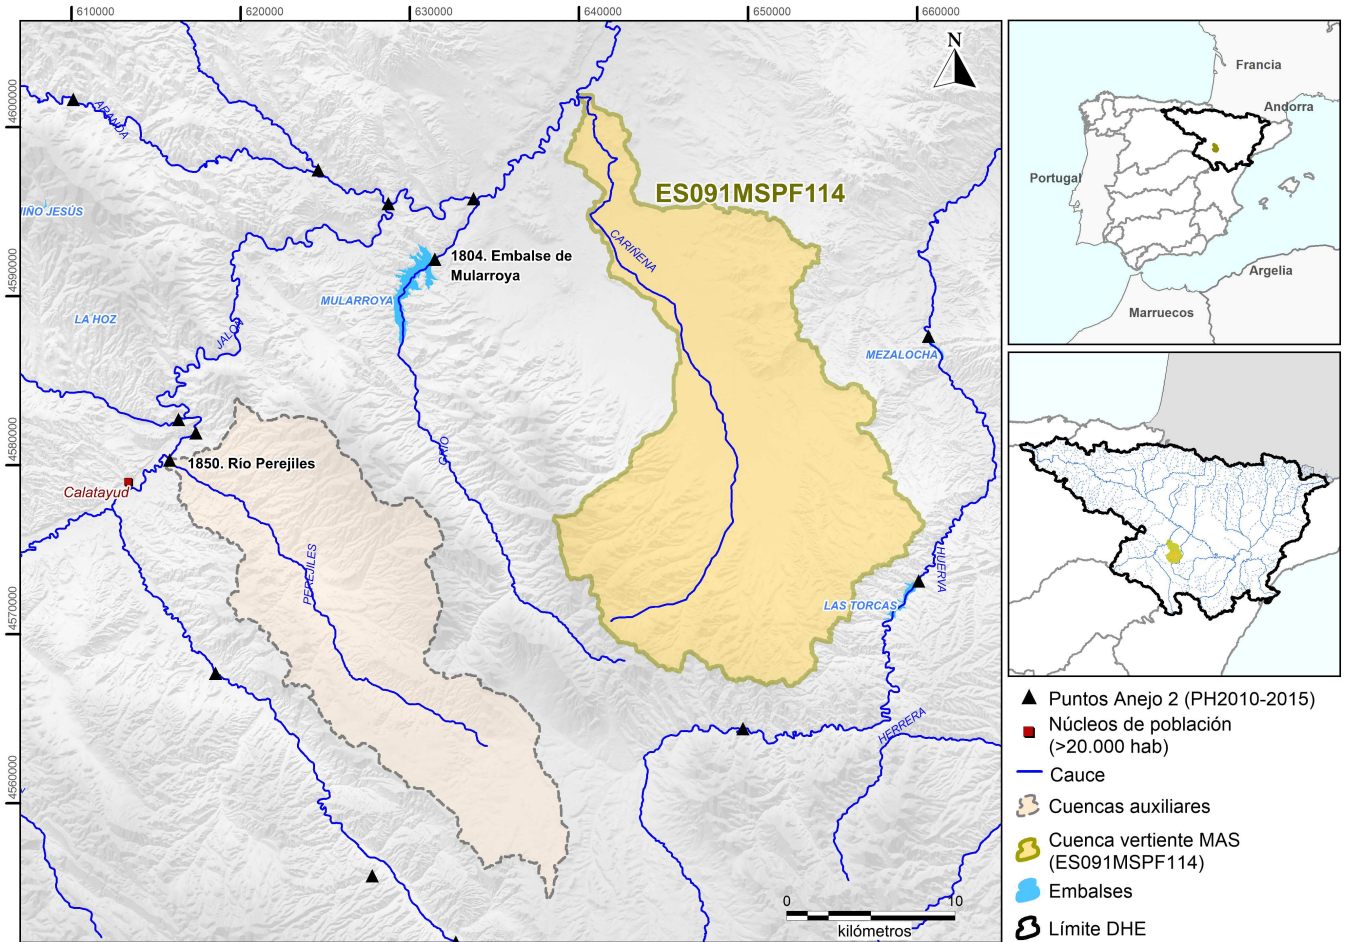 610000
620000
630000
640000
650000
660000
4600000
4590000
4580000
4570000
4560000
N
ARANDA
IÑO JESÚS
ES091MSPF114
CARIÑENA
1804. Embalse de
Mularroya
MULARROYA
LA HOZ
JALON
MEZALOCHA
GRIO
1850. Río Perejiles
Calatayud
PEREJILES
HUERVA
LAS TORCAS
HERRERA
0
10
kilómetros
Francia
Andorra
Portugal
Argelia
Marruecos
Puntos Anejo 2 (PH2010-2015)
Núcleos de población
(>20.000 hab)
Cauce
Cuencas auxiliares
Cuenca vertiente MAS
(ES091MSPF114)
Embalses
Límite DHE